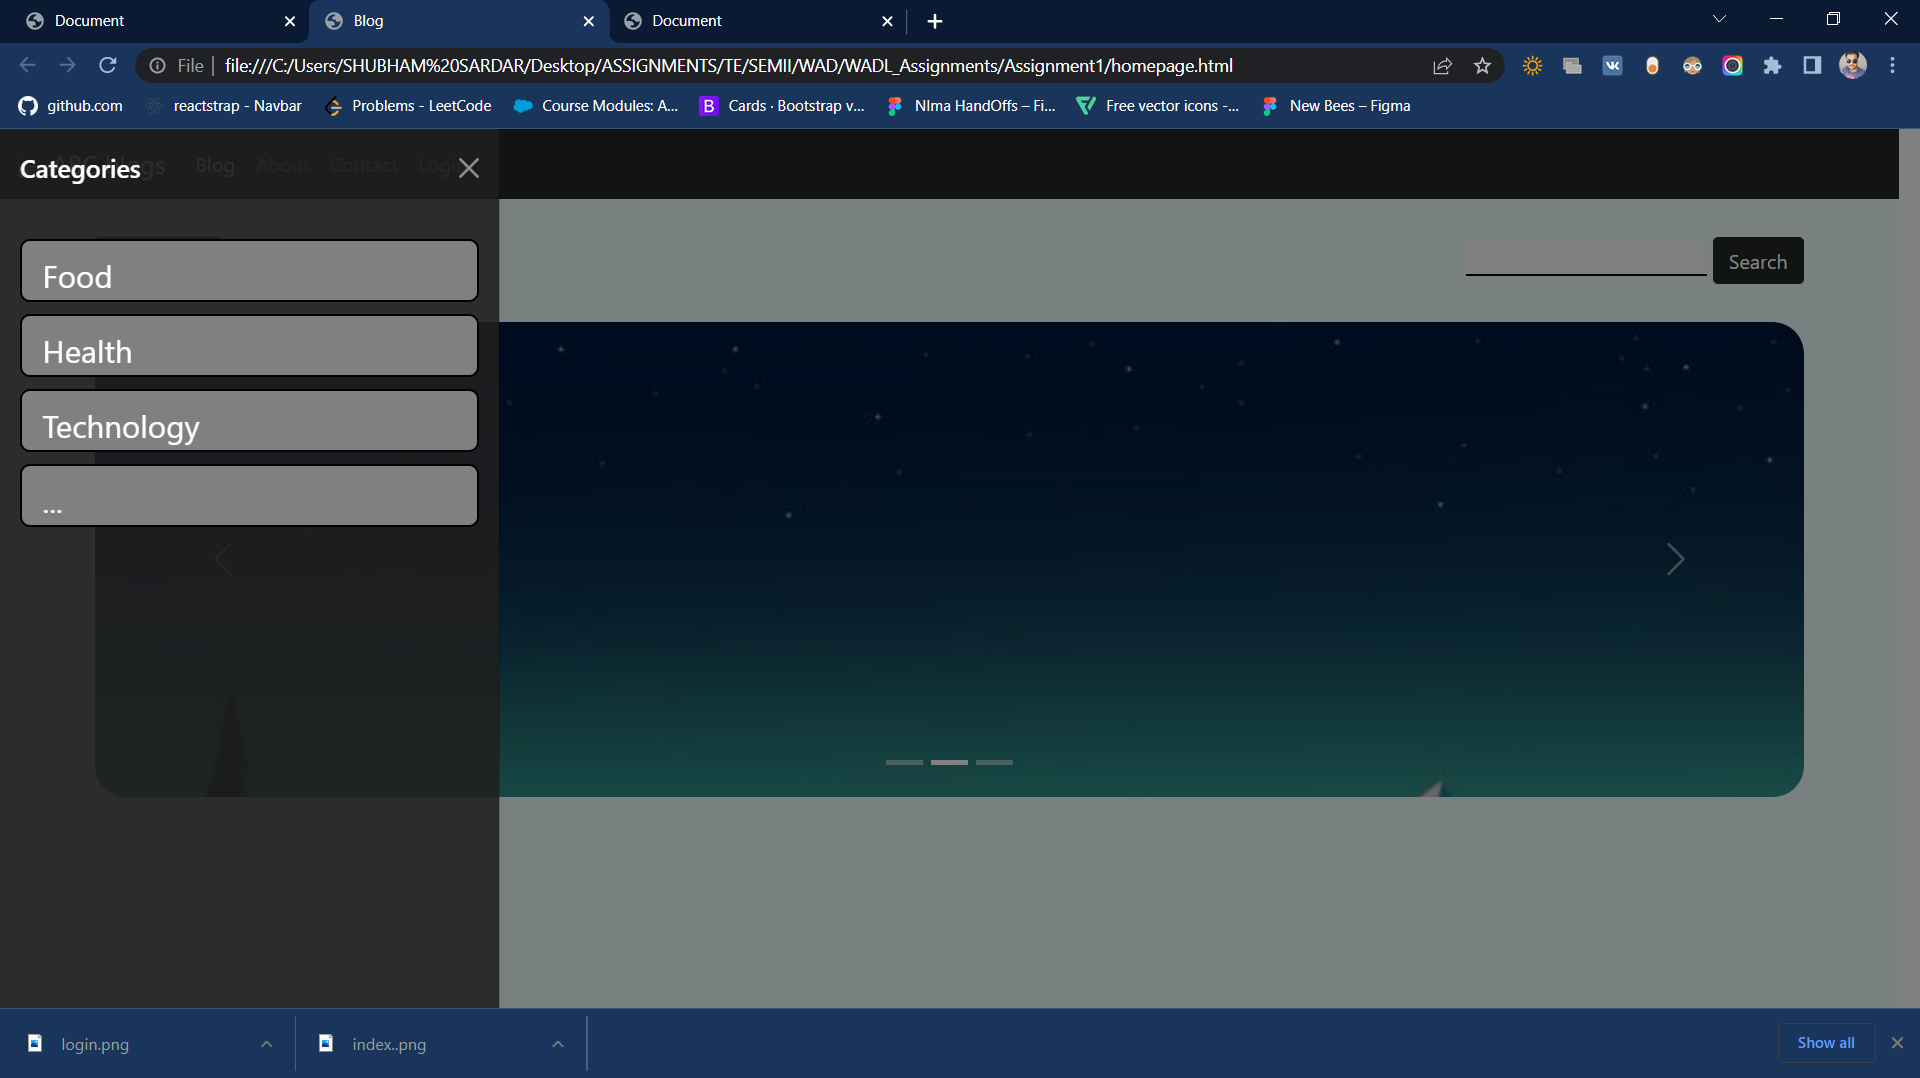 Document
Blog
Document
File
file:///C:/Users/SHUBHAM%20SARDAR/Desktop/ASSIGNMENTS/TE/SEMII/WAD/WADL_Assignments/Assignment1/homepage.html
github.com
reactstrap - Navbar
Problems - LeetCode
Course Modules: A...
B
Cards · Bootstrap v...
NIma HandOffs – Fi...
Free vector icons -...
New Bees – Figma
Categories
Blog
About
Contact
Login
Search
Food
Health
Technology
...
login.png
index..png
Show all